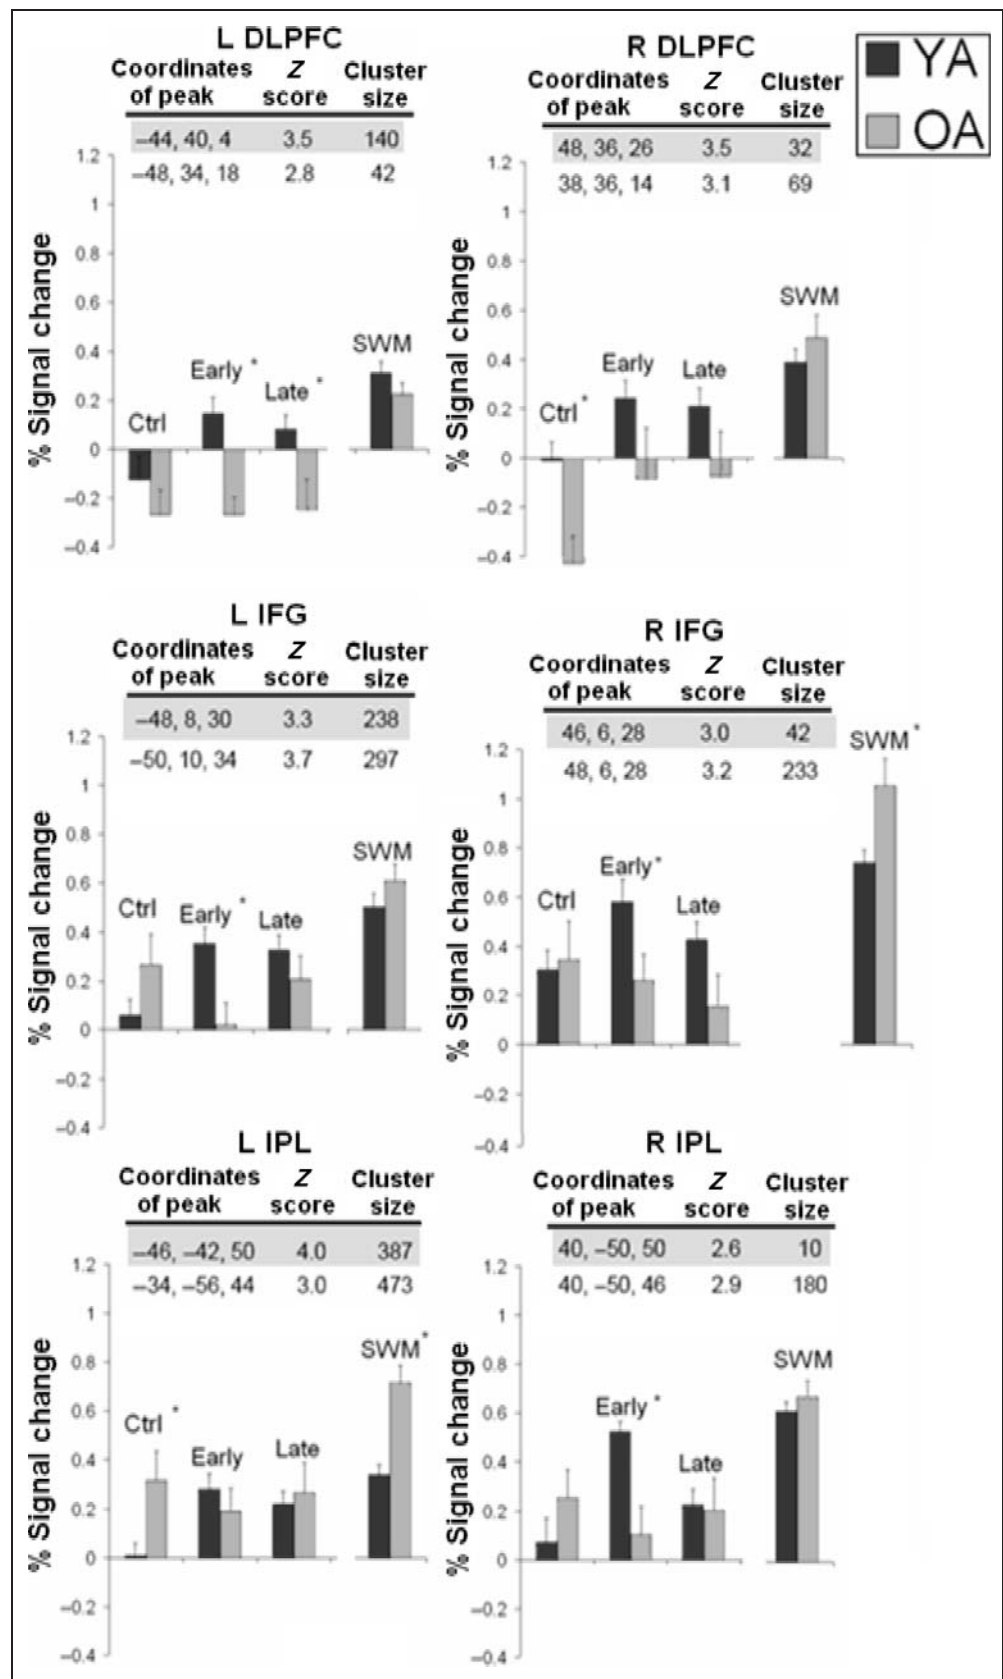 L DLPFC
Coordinates of peak Z score Cluster size
–44, 40, 4 3.5 140
–48, 34, 18 2.8 42
% Signal change
1.2
1
0.8
0.6
0.4
0.2
0
–0.2
–0.4
Ctrl
Early *
Late *
SWM
R DLPFC
Coordinates of peak Z score Cluster size
48, 36, 26 3.5 32
38, 36, 14 3.1 69
% Signal change
1.2
1
0.8
0.6
0.4
0.2
0
–0.2
–0.4
Ctrl *
Early
Late
SWM
YA
OA
L IFG
Coordinates of peak Z score Cluster size
–48, 8, 30 3.3 238
–50, 10, 34 3.7 297
% Signal change
1.2
1
0.8
0.6
0.4
0.2
0
–0.2
–0.4
Ctrl
Early *
Late
SWM
R IFG
Coordinates of peak Z score Cluster size
46, 6, 28 3.0 42
48, 6, 28 3.2 233
% Signal change
1.2
1
0.8
0.6
0.4
0.2
0
–0.2
–0.4
Ctrl
Early *
Late
SWM *
L IPL
Coordinates of peak Z score Cluster size
–46, –42, 50 4.0 387
–34, –56, 44 3.0 473
% Signal change
1.2
1
0.8
0.6
0.4
0.2
0
–0.2
–0.4
Ctrl *
Early
Late
SWM *
R IPL
Coordinates of peak Z score Cluster size
40, –50, 50 2.6 10
40, –50, 46 2.9 180
% Signal change
1.2
1
0.8
0.6
0.4
0.2
0
–0.2
–0.4
Early *
Late
SWM